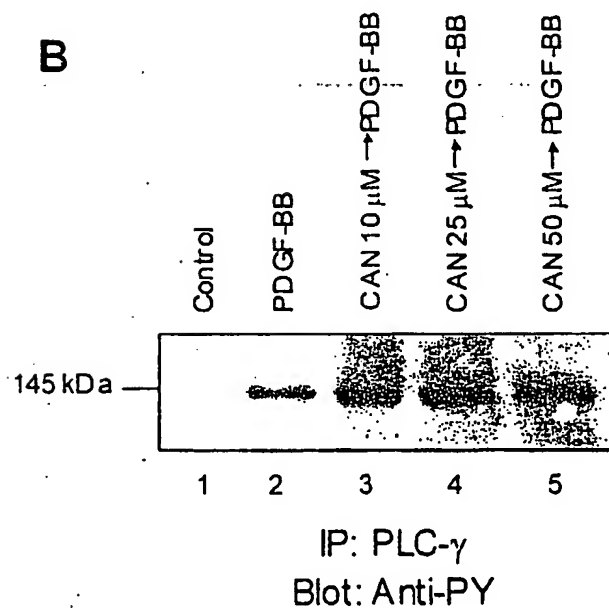 B
Control
PDGF-BB
CAN 10 μM → PDGF-BB
CAN 25 μM → PDGF-BB
CAN 50 μM → PDGF-BB
145 kDa
1 2 3 4 5
IP: PLC-γ
Blot: Anti-PY